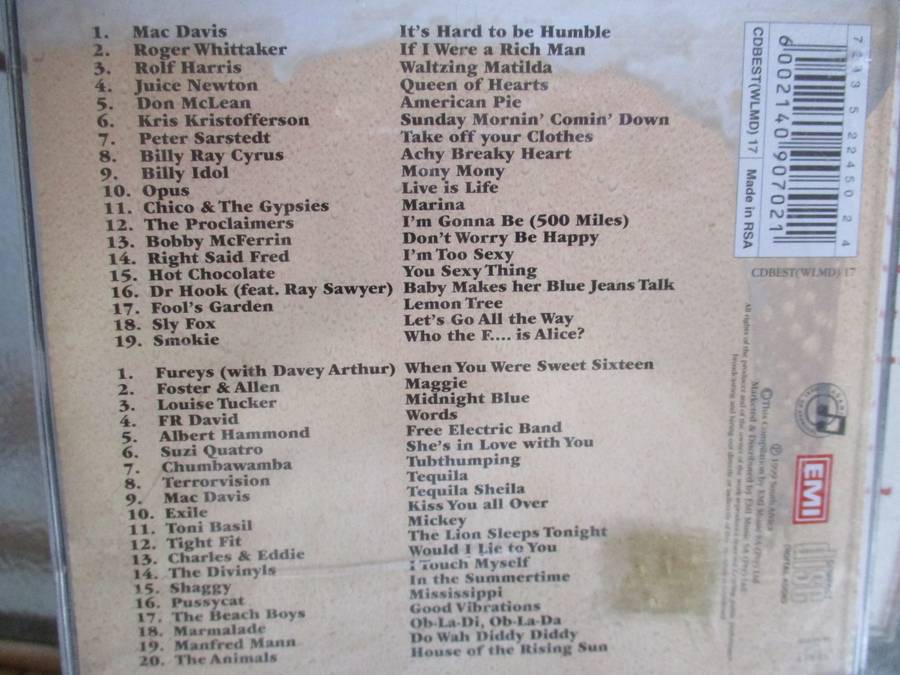 1. Mac Davis It's Hard to be Humble
2. Roger Whittaker If I Were a Rich Man
3. Rolf Harris Waltzing Matilda
4. Juice Newton Queen of Hearts
5. Don McLean American Pie
6. Kris Kristofferson Sunday Mornin' Comin' Down
7. Peter Sarstedt Take off your Clothes
8. Billy Ray Cyrus Achy Breaky Heart
9. Billy Idol Mony Mony
10. Opus Live is Life
11. Chico & The Gypsies Marina
12. The Proclaimers I'm Gonna Be (500 Miles)
13. Bobby McFerrin Don't Worry Be Happy
14. Right Said Fred I'm Too Sexy
15. Hot Chocolate You Sexy Thing
16. Dr Hook (feat. Ray Sawyer) Baby Makes her Blue Jeans Talk
17. Fool's Garden Lemon Tree
18. Sly Fox Let's Go All the Way
19. Smokie Who the F.... is Alice?
1. Fureys (with Davey Arthur) When You Were Sweet Sixteen
2. Foster & Allen Maggie
3. Louise Tucker Midnight Blue
4. FR David Words
5. Albert Hammond Free Electric Band
6. Suzi Quatro She's in Love with You
7. Chumbawamba Tubthumping
8. Terrorvision Tequila
9. Mac Davis Tequila Sheila
10. Exile Kiss You all Over
11. Toni Basil Mickey
12. Tight Fit The Lion Sleeps Tonight
13. Charles & Eddie Would I Lie to You
14. The Divinyls I Touch Myself
15. Shaggy In the Summertime
16. Pussycat Mississippi
17. The Beach Boys Good Vibrations
18. Marmalade Ob-La-Di, Ob-La-Da
19. Manfred Mann Do Wah Diddy Diddy
20. The Animals House of the Rising Sun
7243 5 22450 2 4
6 002140 907021
CDBEST(WLMD) 17 Made in RSA
CDBEST(WLMD) 17
EMI
COMPACT
disc
DIGITAL AUDIO